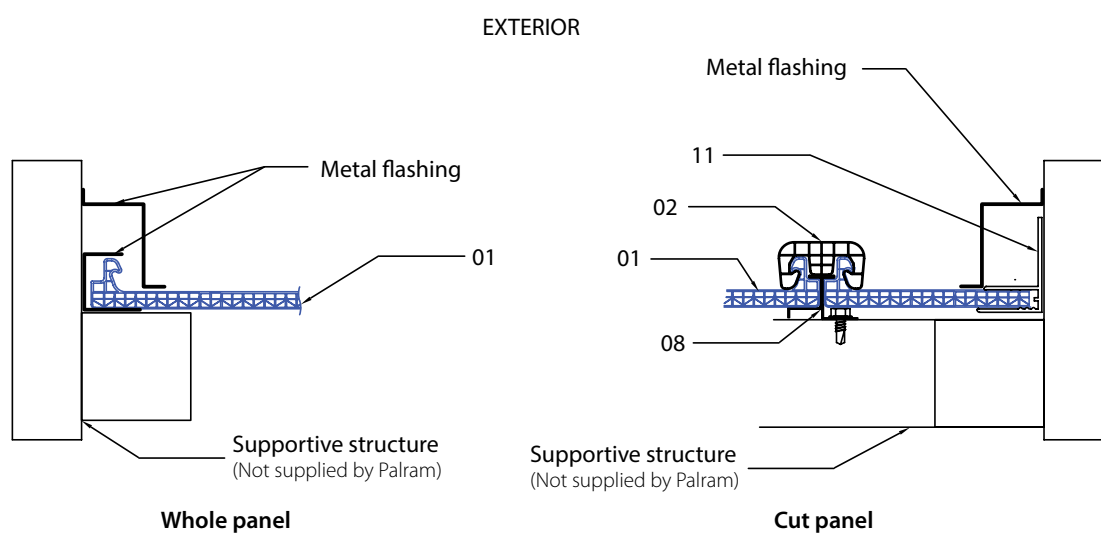 EXTERIOR
Metal flashing
01
Supportive structure
(Not supplied by Palram)
Whole panel
Metal flashing
11
02
01
08
Supportive structure
(Not supplied by Palram)
Cut panel